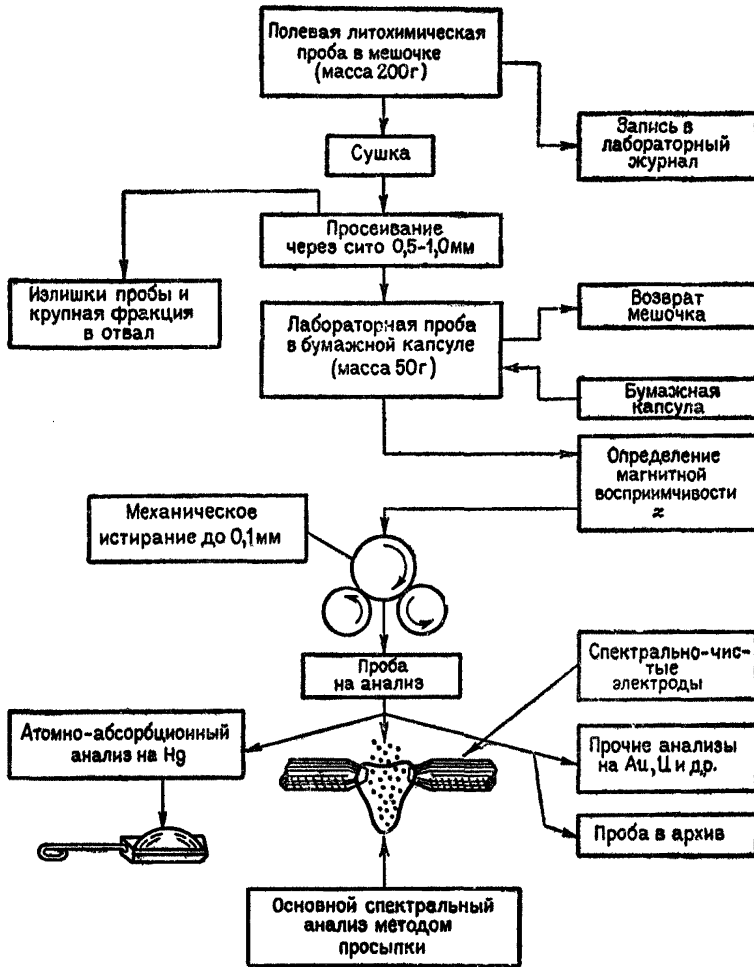 Полевая литохимическая
проба в мешочке
(масса 200г)
Запись в
лабораторный
журнал
Сушка
Просеивание
через сито 0,5-1,0мм
Излишки пробы и
крупная фракция
в отвал
Лабораторная проба
в бумажной капсуле
(масса 50г)
Возврат
мешочка
Бумажная
капсула
Определение
магнитной
восприимчивости
ϰ
Механическое
истирание до 0,1мм
Проба
на анализ
Спектрально-чис-
тые
электроды
Атомно-абсорбционный
анализ на Hg
Прочие анализы
на Au, U и др.
Проба в архив
Основной спектральный
анализ методом
просыпки